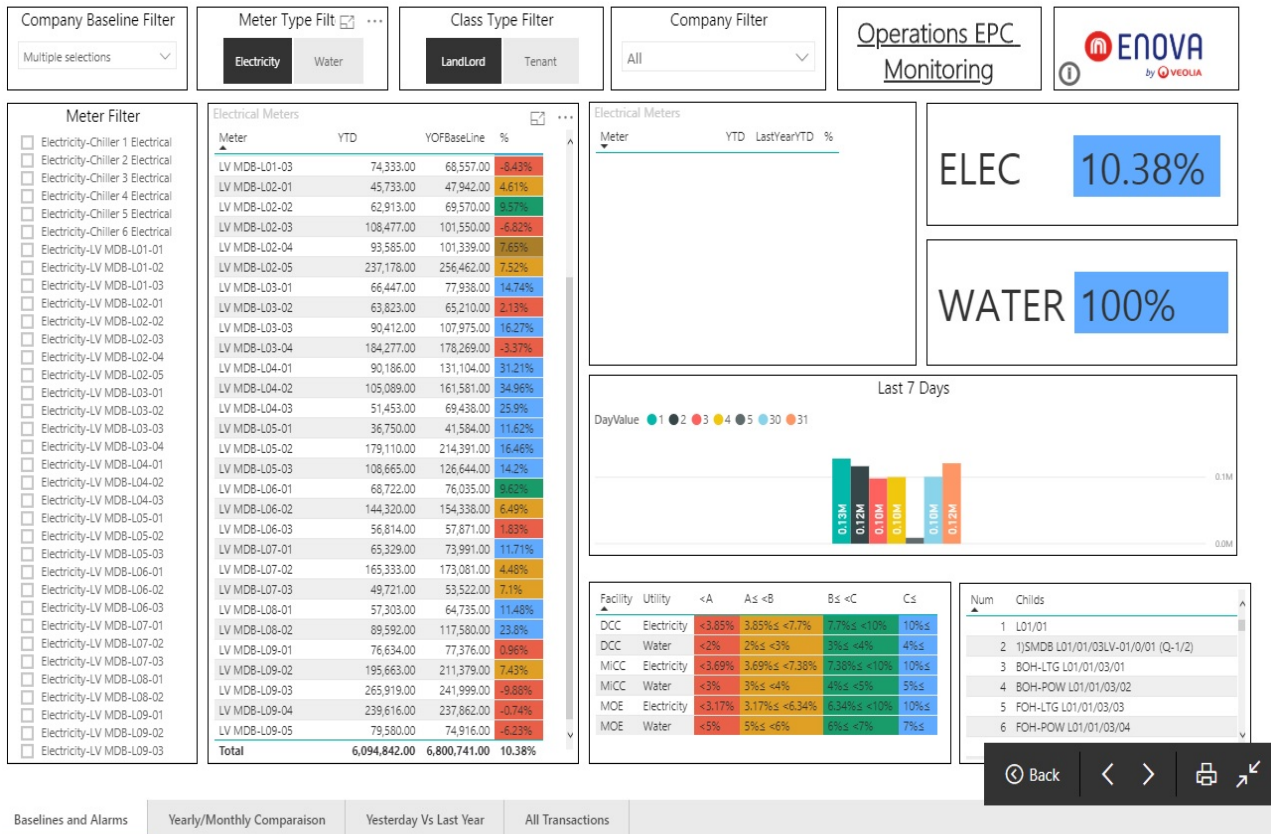 Company Baseline Filter
Multiple selections
Meter Type Filt
Electricity Water
Class Type Filter
LandLord Tenant
Company Filter
All
Operations EPC
Monitoring
ENOVA
by VEOLIA
Meter Filter
Electricity-Chiller 1 Electrical
Electricity-Chiller 2 Electrical
Electricity-Chiller 3 Electrical
Electricity-Chiller 4 Electrical
Electricity-Chiller 5 Electrical
Electricity-Chiller 6 Electrical
Electricity-LV MDB-L01-01
Electricity-LV MDB-L01-02
Electricity-LV MDB-L01-03
Electricity-LV MDB-L02-01
Electricity-LV MDB-L02-02
Electricity-LV MDB-L02-03
Electricity-LV MDB-L02-04
Electricity-LV MDB-L02-05
Electricity-LV MDB-L03-01
Electricity-LV MDB-L03-02
Electricity-LV MDB-L03-03
Electricity-LV MDB-L03-04
Electricity-LV MDB-L04-01
Electricity-LV MDB-L04-02
Electricity-LV MDB-L04-03
Electricity-LV MDB-L05-01
Electricity-LV MDB-L05-02
Electricity-LV MDB-L05-03
Electricity-LV MDB-L06-01
Electricity-LV MDB-L06-02
Electricity-LV MDB-L06-03
Electricity-LV MDB-L07-01
Electricity-LV MDB-L07-02
Electricity-LV MDB-L07-03
Electricity-LV MDB-L08-01
Electricity-LV MDB-L08-02
Electricity-LV MDB-L09-01
Electricity-LV MDB-L09-02
Electricity-LV MDB-L09-03
Electrical Meters
Meter YTD YOFBaseLine %
LV MDB-L01-03 74,333.00 68,557.00 -8.43%
LV MDB-L02-01 45,733.00 47,942.00 4.61%
LV MDB-L02-02 62,913.00 69,570.00 9.57%
LV MDB-L02-03 108,477.00 101,550.00 -6.82%
LV MDB-L02-04 93,585.00 101,339.00 7.65%
LV MDB-L02-05 237,178.00 256,462.00 7.52%
LV MDB-L03-01 66,447.00 77,938.00 14.74%
LV MDB-L03-02 63,823.00 65,210.00 2.13%
LV MDB-L03-03 90,412.00 107,975.00 16.27%
LV MDB-L03-04 184,277.00 178,269.00 -3.37%
LV MDB-L04-01 90,186.00 131,104.00 31.21%
LV MDB-L04-02 105,089.00 161,581.00 34.96%
LV MDB-L04-03 51,453.00 69,438.00 25.9%
LV MDB-L05-01 36,750.00 41,584.00 11.62%
LV MDB-L05-02 179,110.00 214,391.00 16.46%
LV MDB-L05-03 108,665.00 126,644.00 14.2%
LV MDB-L06-01 68,722.00 76,035.00 9.62%
LV MDB-L06-02 144,320.00 154,338.00 6.49%
LV MDB-L06-03 56,814.00 57,871.00 1.83%
LV MDB-L07-01 65,329.00 73,991.00 11.71%
LV MDB-L07-02 165,333.00 173,081.00 4.48%
LV MDB-L07-03 49,721.00 53,522.00 7.1%
LV MDB-L08-01 57,303.00 64,735.00 11.48%
LV MDB-L08-02 89,592.00 117,580.00 23.8%
LV MDB-L09-01 76,634.00 77,376.00 0.96%
LV MDB-L09-02 195,663.00 211,379.00 7.43%
LV MDB-L09-03 265,919.00 241,999.00 -9.88%
LV MDB-L09-04 239,616.00 237,862.00 -0.74%
LV MDB-L09-05 79,580.00 74,916.00 -6.23%
Total 6,094,842.00 6,800,741.00 10.38%
Electrical Meters
Meter YTD LastYearYTD %
ELEC 10.38%
WATER 100%
Last 7 Days
DayValue 1 2 3 4 5 30 31
0.1M
0.13M 0.12M 0.10M 0.10M 0.10M 0.12M
0.0M
Facility Utility <A A≤ <B B≤ <C C≤
DCC Electricity <3.85% 3.85%≤ <7.7% 7.7%≤ <10% 10%≤
DCC Water <2% 2%≤ <3% 3%≤ <4% 4%≤
MiCC Electricity <3.69% 3.69%≤ <7.38% 7.38%≤ <10% 10%≤
MiCC Water <3% 3%≤ <4% 4%≤ <5% 5%≤
MOE Electricity <3.17% 3.17%≤ <6.34% 6.34%≤ <10% 10%≤
MOE Water <5% 5%≤ <6% 6%≤ <7% 7%≤
Num Childs
1 L01/01
2 1)SMDB L01/01/03LV-01/0/01 (Q-1/2)
3 BOH-LTG L01/01/03/01
4 BOH-POW L01/01/03/02
5 FOH-LTG L01/01/03/03
6 FOH-POW L01/01/03/04
Back
Baselines and Alarms Yearly/Monthly Comparaison Yesterday Vs Last Year All Transactions